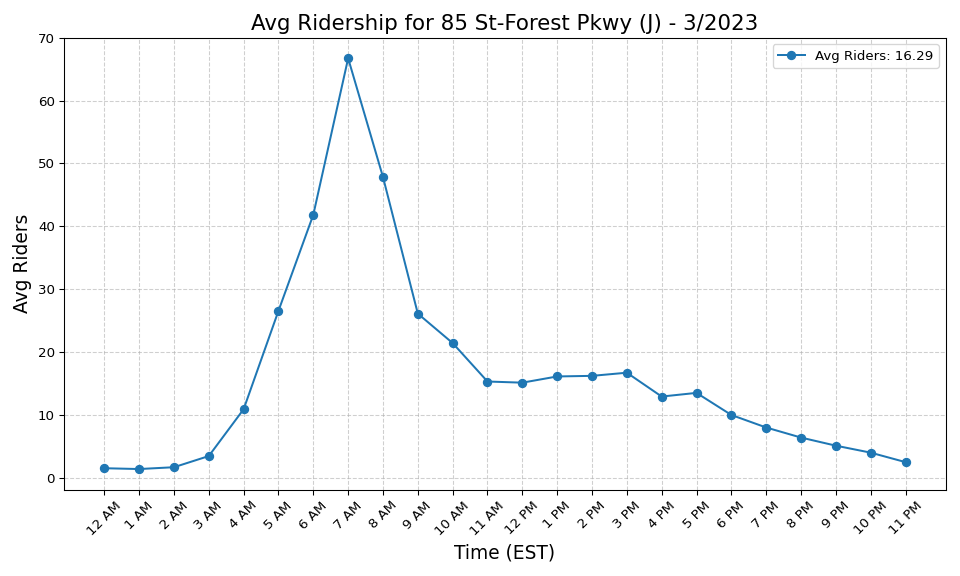 Avg Ridership for 85 St-Forest Pkwy (J) - 3/2023
Avg Riders: 16.29
Avg Riders
70
60
50
40
30
20
10
0
12 AM
1 AM
2 AM
3 AM
4 AM
5 AM
6 AM
7 AM
8 AM
9 AM
10 AM
11 AM
12 PM
1 PM
2 PM
3 PM
4 PM
5 PM
6 PM
7 PM
8 PM
9 PM
10 PM
11 PM
Time (EST)